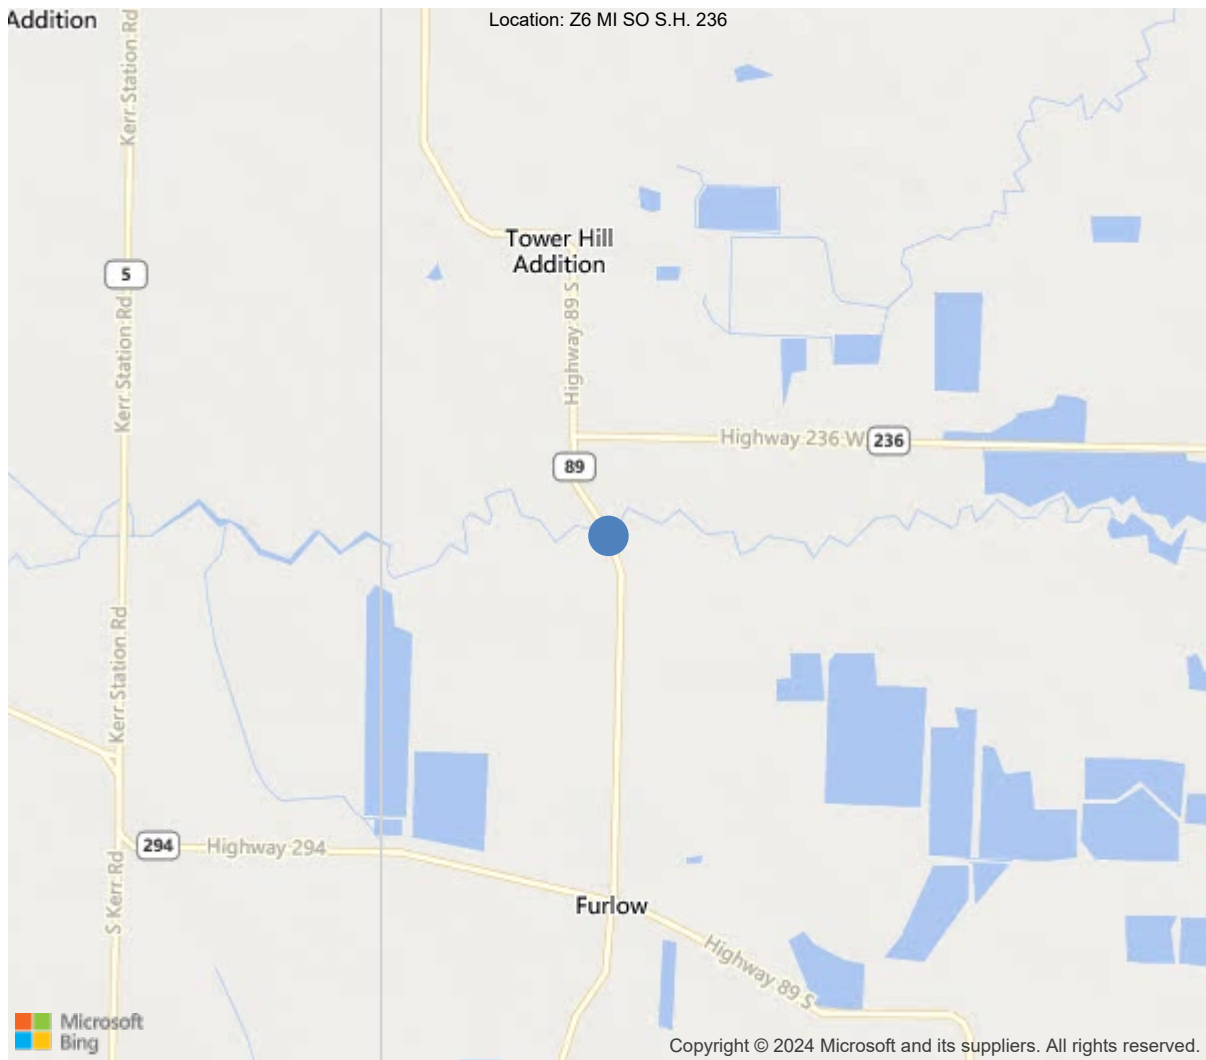 Addition
Location: Z6 MI SO S.H. 236
Kerr Station Rd
Tower Hill
Addition
5
Highway 89 S
Kerr Station Rd
Highway 236 W
236
89
Kerr Station Rd
294
Highway 294
S Kerr Rd
Furlow
Highway 89 S
Microsoft
Bing
Copyright © 2024 Microsoft and its suppliers. All rights reserved.